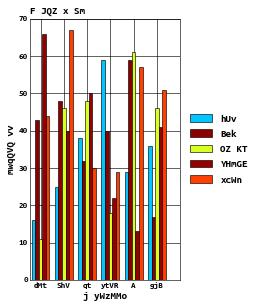 F JQZ x Sm
70
60
50
40
30
20
10
0
mwqQVQ vv
dMt ShV qt ytVR A gjB
j yWzMMo
hUv
Bek
OZ KT
YHmGE
xcWn